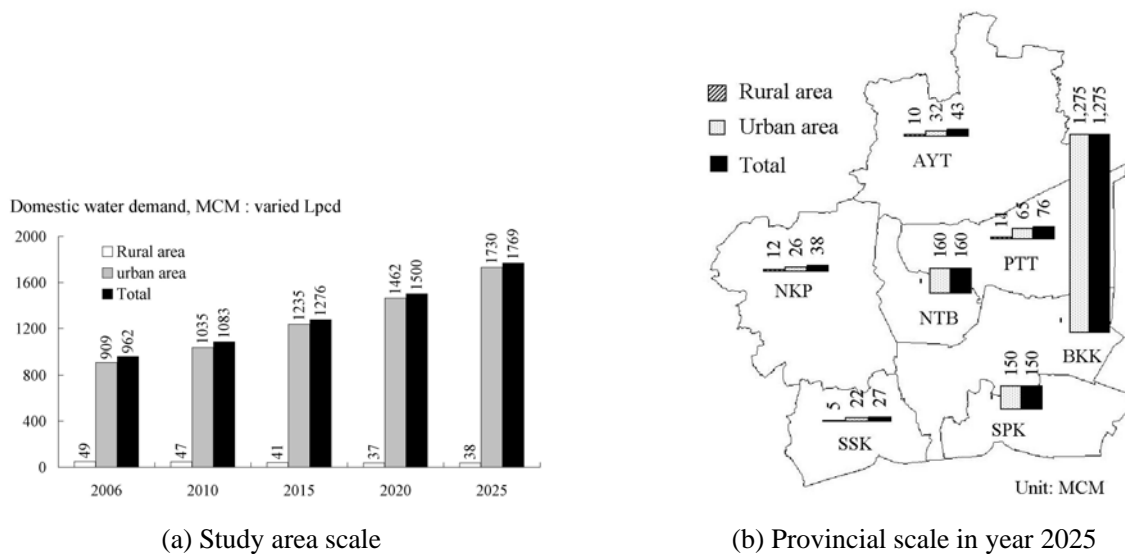 Domestic water demand, MCM : varied Lpcd
2000
1600
1200
800
400
0
Rural area
urban area
Total
49
909
962
47
1035
1083
41
1235
1276
37
1462
1500
38
1730
1769
2006
2010
2015
2020
2025
(a) Study area scale
Rural area
Urban area
Total
10
32
43
AYT
1,275
1,275
BKK
11
65
76
PTT
12
26
38
NKP
160
160
NTB
150
150
SPK
5
22
27
SSK
Unit: MCM
(b) Provincial scale in year 2025